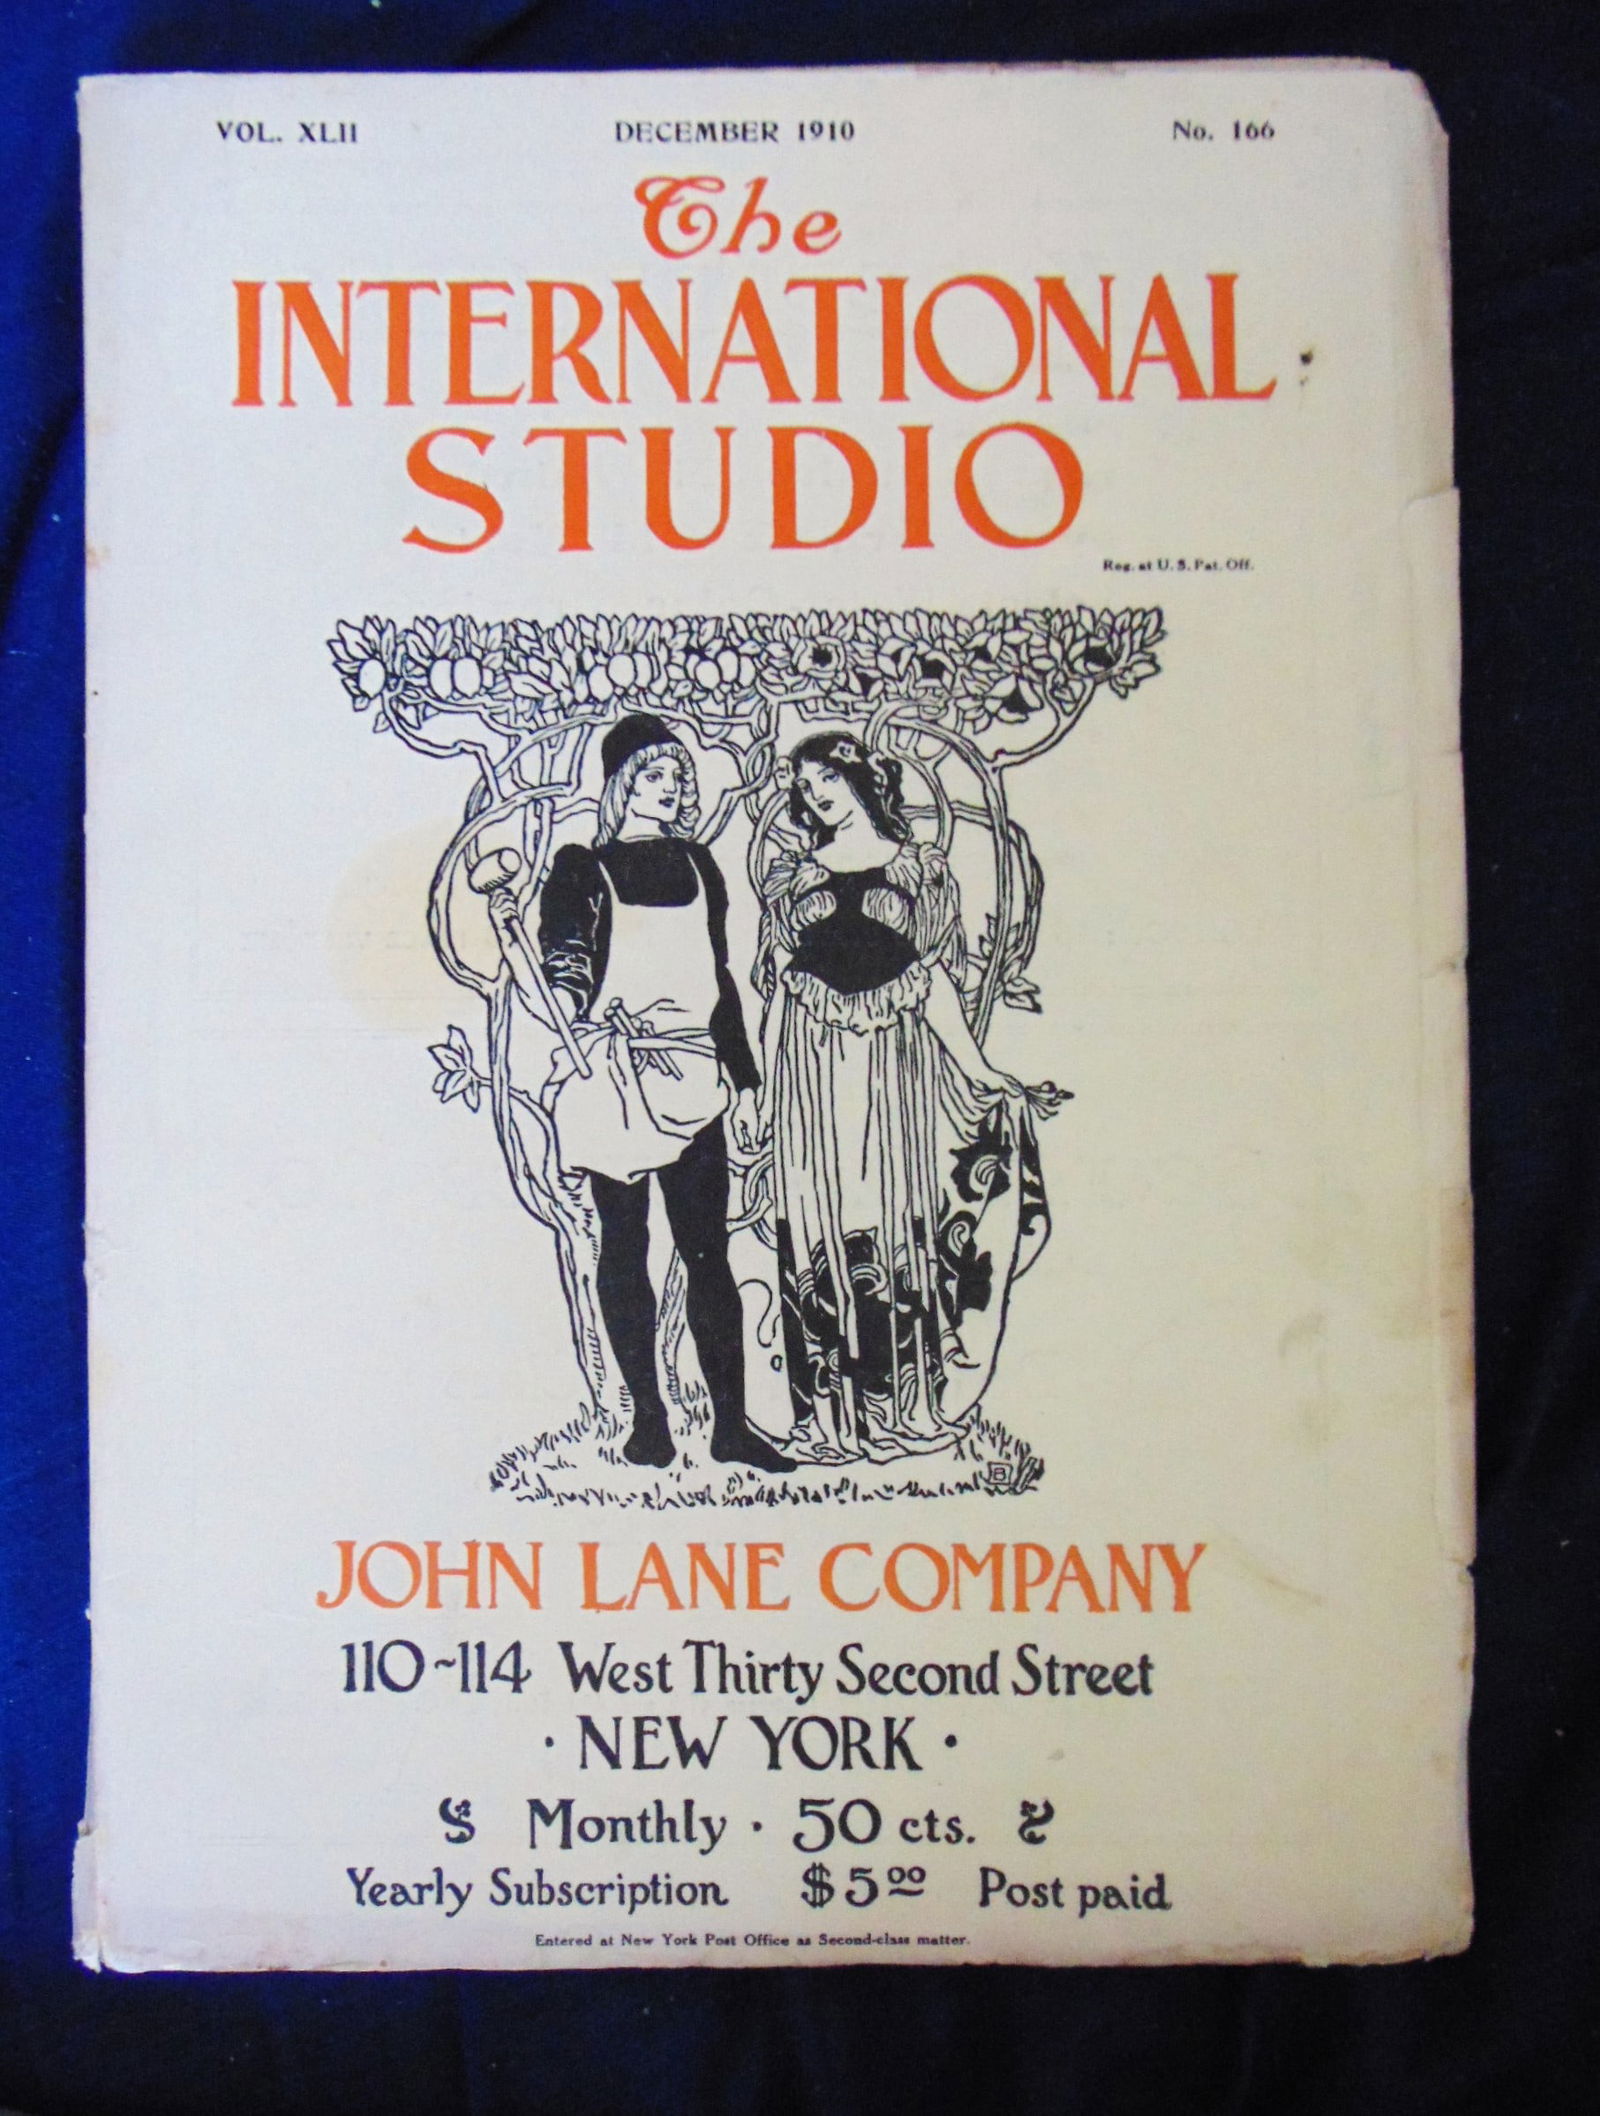 VOL. XLII DECEMBER 1910 No. 166
The
INTERNATIONAL
STUDIO
Reg. at U. S. Pat. Off.
B
JOHN LANE COMPANY
110~114 West Thirty Second Street
· NEW YORK ·
Monthly · 50 cts.
Yearly Subscription $5 00 Post paid
Entered at New York Post Office as Second-class matter.